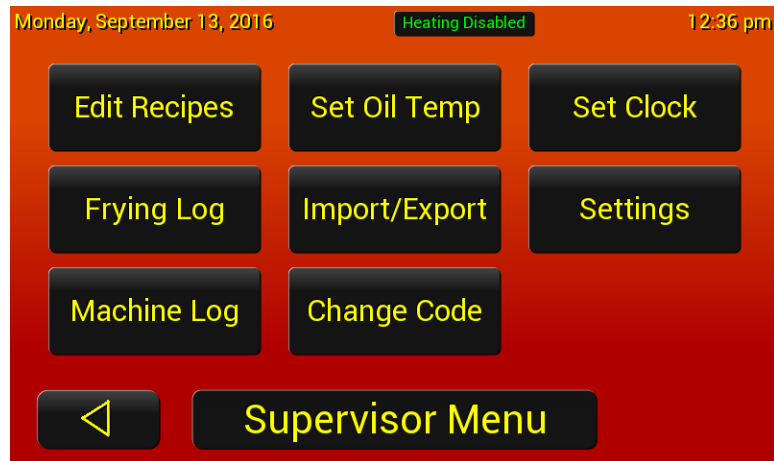 Monday, September 13, 2016 Heating Disabled 12:36 pm
Edit Recipes Set Oil Temp Set Clock
Frying Log Import/Export Settings
Machine Log Change Code
Supervisor Menu